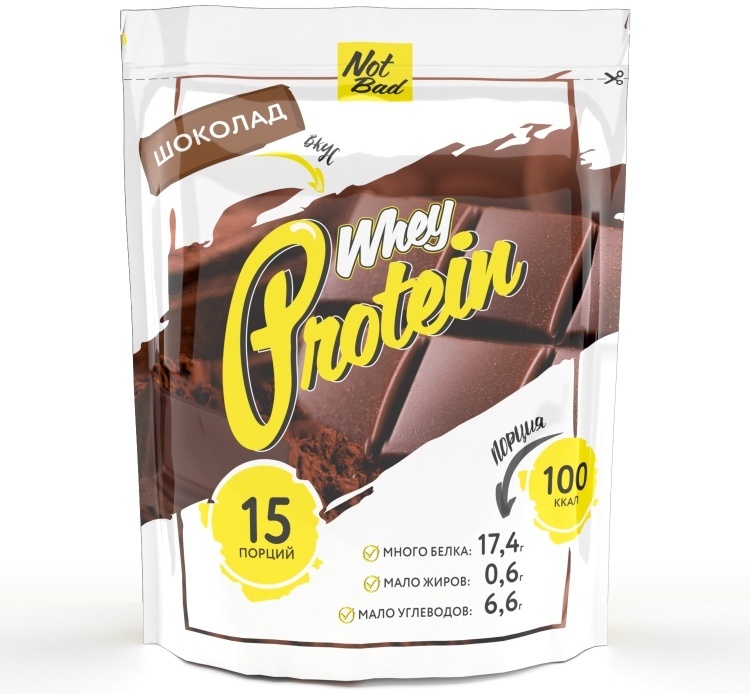 Not
Bad
ШОКОЛАД
вкус
Whey
Protein
порция
100
ККАЛ
15
ПОРЦИЙ
МНОГО БЕЛКА: 17,4г
МАЛО ЖИРОВ: 0,6г
МАЛО УГЛЕВОДОВ: 6,6г